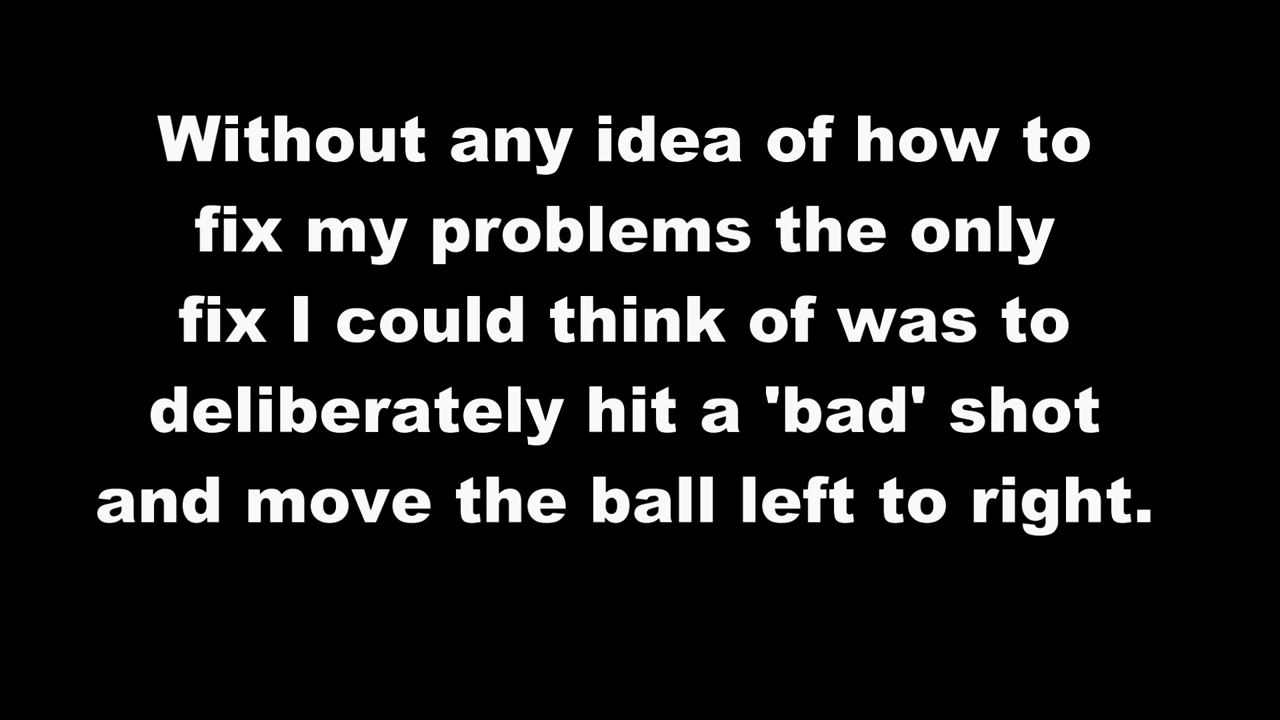 Without any idea of how to
fix my problems the only
fix I could think of was to
deliberately hit a 'bad' shot
and move the ball left to right.